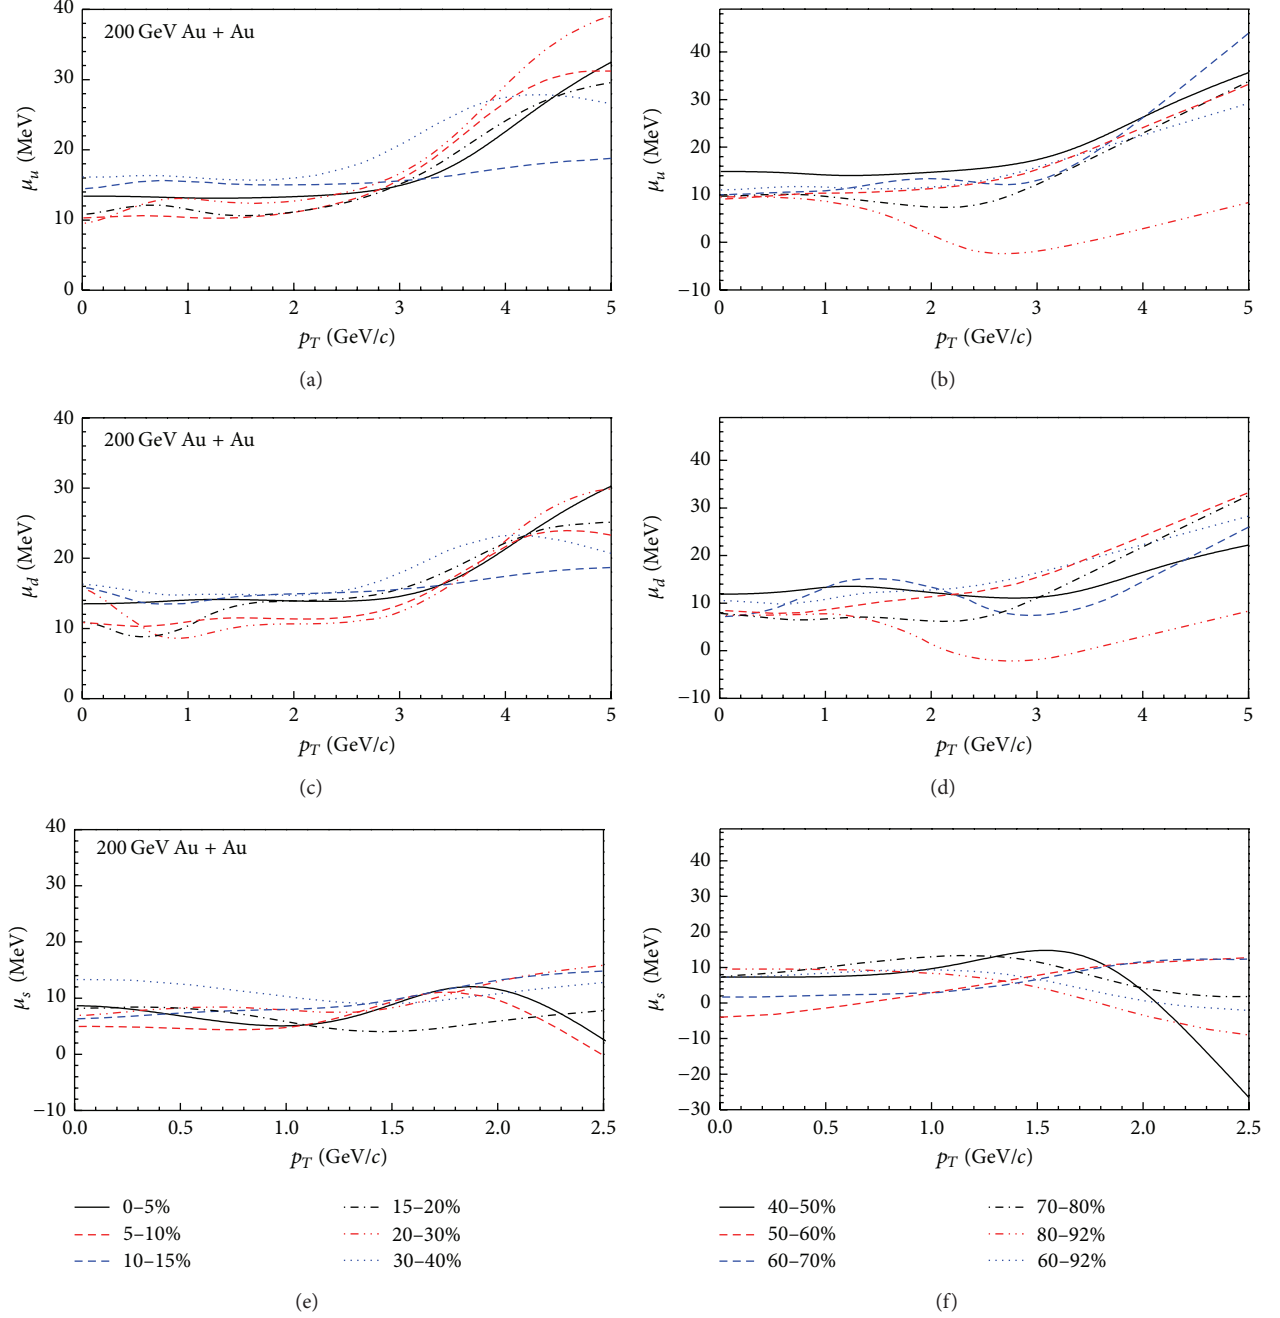 40
30
20
10
0
μu (MeV)
200 GeV Au + Au
0 1 2 3 4 5
pT (GeV/c)
(a)
40
30
20
10
0
−10
μu (MeV)
0 1 2 3 4 5
pT (GeV/c)
(b)
40
30
20
10
0
μd (MeV)
200 GeV Au + Au
0 1 2 3 4 5
pT (GeV/c)
(c)
40
30
20
10
0
−10
μd (MeV)
0 1 2 3 4 5
pT (GeV/c)
(d)
40
30
20
10
0
−10
μs (MeV)
200 GeV Au + Au
0.0 0.5 1.0 1.5 2.0 2.5
pT (GeV/c)
0–5%
5–10%
10–15%
15–20%
20–30%
30–40%
(e)
40
30
20
10
0
−10
−20
−30
μs (MeV)
0.0 0.5 1.0 1.5 2.0 2.5
pT (GeV/c)
40–50%
50–60%
60–70%
70–80%
80–92%
60–92%
(f)